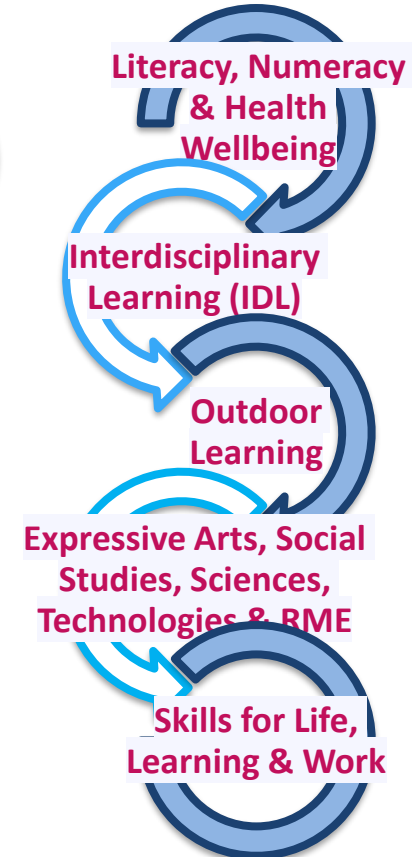 Literacy, Numeracy
& Health
Wellbeing
Interdisciplinary
Learning (IDL)
Outdoor
Learning
Expressive Arts, Social
Studies, Sciences,
Technologies & RME
Skills for Life,
Learning & Work